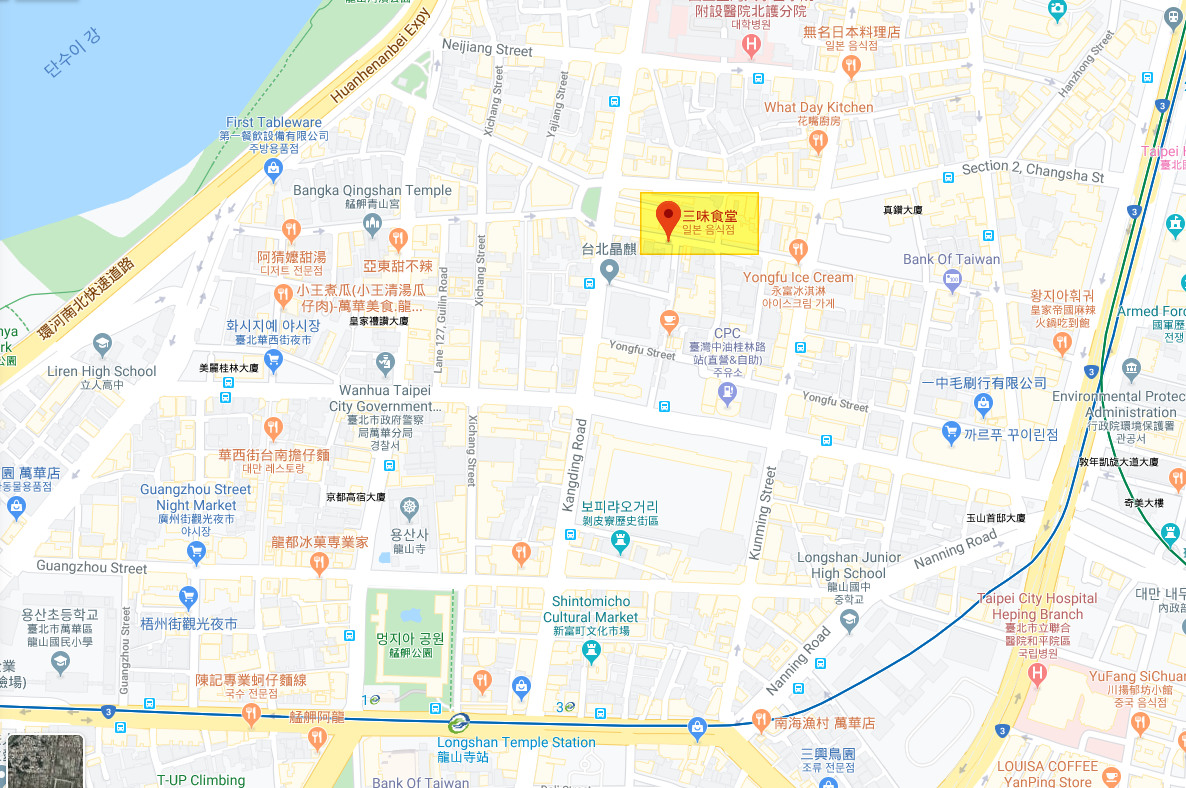 附設醫院北護分院
대학병원
無名日本料理店
일본 음식점
Neijiang Street
Huanhenanbei Expy
단수이 강
Hanzhong Street
Xichang Street
Yajiang Street
What Day Kitchen
花嘴廚房
First Tableware
第一餐飲設備有限公司
주방용품점
3
Section 2, Changsha St
Bangka Qingshan Temple
艋舺青山宮
三味食堂
일본 음식점
真鑽大廈
3
阿猜嬤甜湯
디저트 전문점
亞東甜不辣
台北晶麒
Bank Of Taiwan
Yongfu Ice Cream
永富冰淇淋
아이스크림 가게
環河南北快速道路
Xichang Street
Lane 127, Guilin Road
小王煮瓜(小王清湯瓜
仔肉)-萬華美食.龍...
皇家禮讚大廈
황지아훠궈
皇家帝國麻辣
火鍋吃到飽
화시지예 야시장
臺北華西街夜市
CPC
臺灣中油桂林路
站(直營&自助)
주유소
Yongfu Street
Liren High School
立人高中
美麗桂林大廈
3
Wanhua Taipei
City Government...
臺北市政府警察
局萬華分局
경찰서
一中毛刷行有限公司
Yongfu Street
Administration
行政院環境保護署
관공서
까르푸 꾸이린점
華西街台南擔仔麵
대만 레스토랑
Xichang Street
Kangding Road
敦年凱旋大道大廈
園 萬華店
Guangzhou Street
Night Market
廣州街觀光夜市
야시장
京都高宿大廈
Kunming Street
奇美大樓
보피랴오거리
剝皮寮歷史街區
玉山首邸大廈
용산사
龍山寺
龍都冰菓專業家
Nanning Road
Longshan Junior
High School
龍山國中
중학교
Guangzhou Street
용산초등학교
臺北市萬華區
龍山國民小學
梧州街觀光夜市
Guangzhou Street
멍지아 공원
艋舺公園
Shintomicho
Cultural Market
新富町文化市場
Taipei City Hospital
Heping Branch
臺北市立聯合
醫院和平院區
국립병원
Nanning Road
陳記專業蚵仔麵線
국수 전문점
YuFang SiChuan
川揚郁坊小館
중국 음식점
1
3
3
艋舺阿龍
南海漁村 萬華店
3
Longshan Temple Station
龍山寺站
三興鳥園
조류 전문점
T-UP Climbing
Bank Of Taiwan
LOUISA COFFEE
YanPing Store